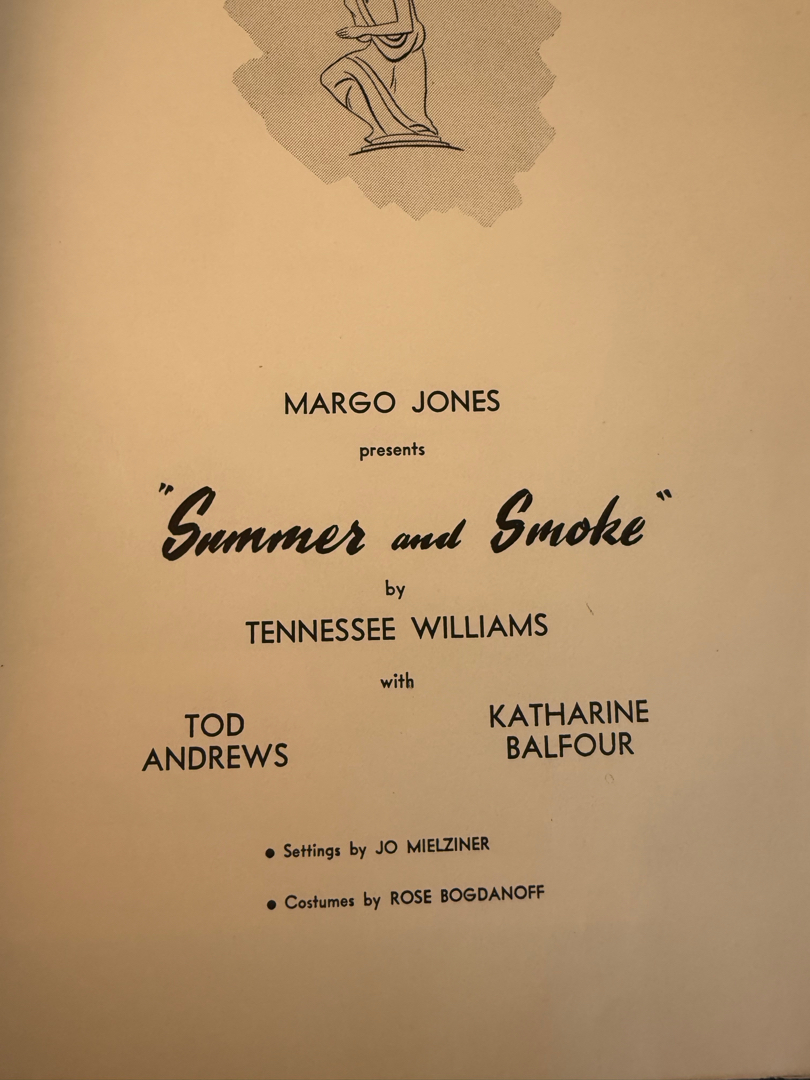 MARGO JONES
presents
"Summer and Smoke"
by
TENNESSEE WILLIAMS
with
TOD
ANDREWS
KATHARINE
BALFOUR
● Settings by JO MIELZINER
● Costumes by ROSE BOGDANOFF